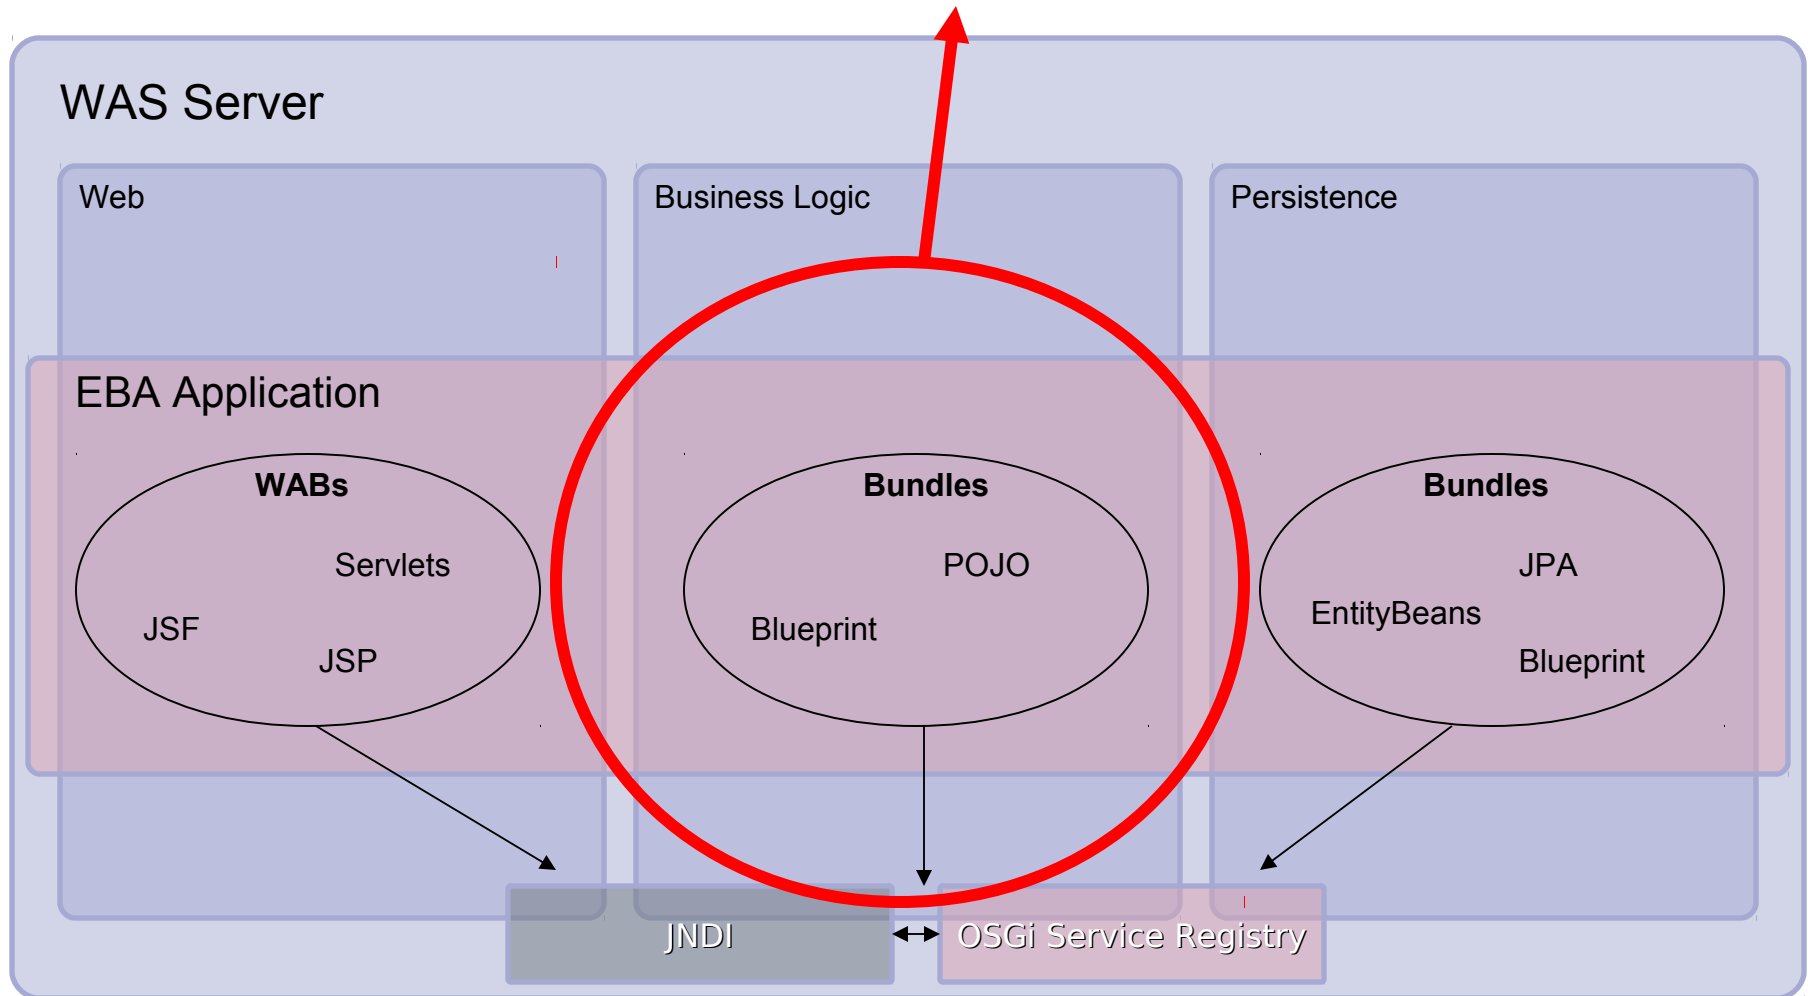 WAS Server
Web
Business Logic
Persistence
EBA Application
WABs
Servlets
JSF
JSP
Bundles
POJO
Blueprint
Bundles
JPA
EntityBeans
Blueprint
JNDI
OSGi Service Registry